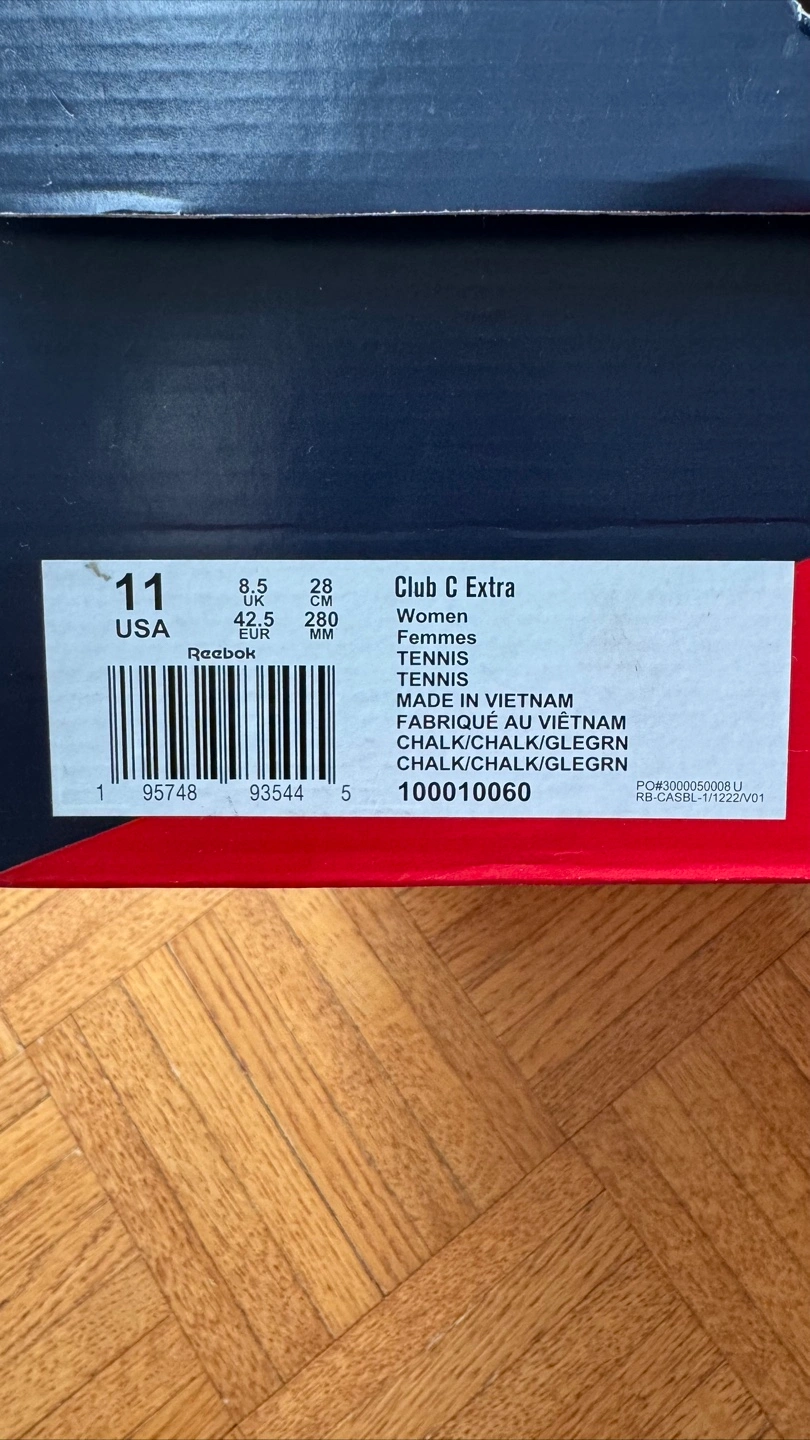 11
USA
8.5
UK
28
CM
42.5
EUR
280
MM
Reebok
1 95748 93544 5
Club C Extra
Women
Femmes
TENNIS
TENNIS
MADE IN VIETNAM
FABRIQUÉ AU VIÊTNAM
CHALK/CHALK/GLEGRN
CHALK/CHALK/GLEGRN
100010060
PO#3000050008 U
RB-CASBL-1/1222/V01